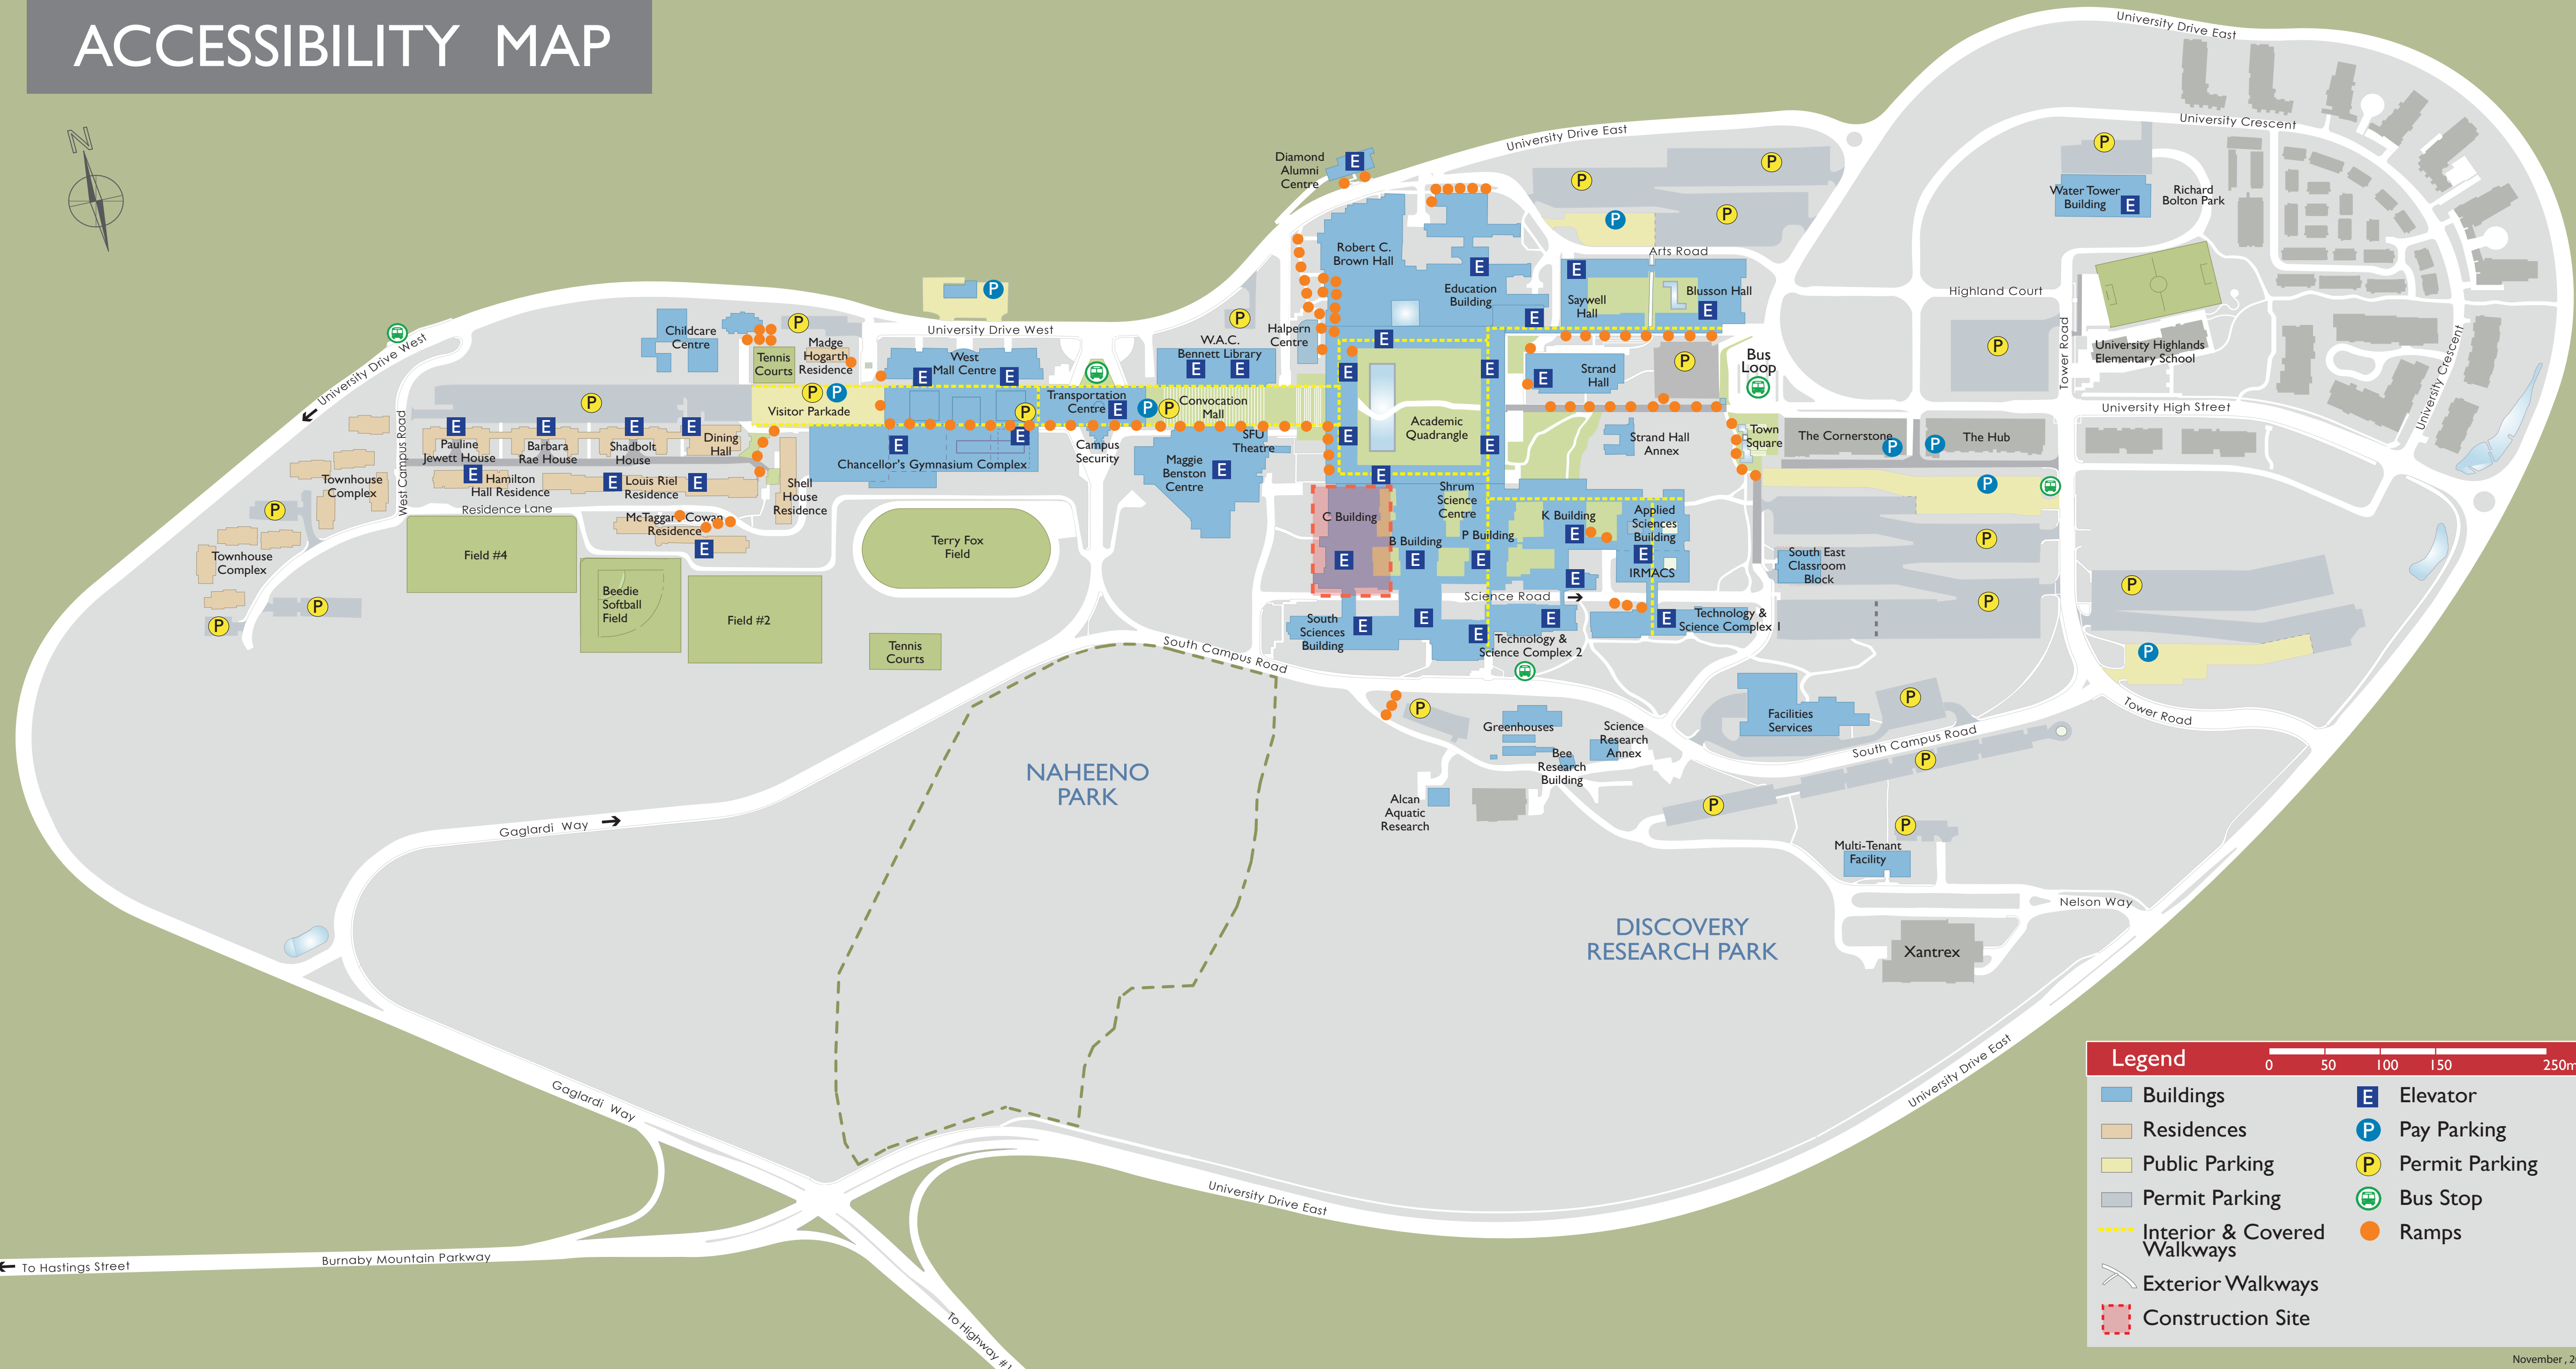 ACCESSIBILITY MAP
N
University Drive East
University Crescent
University Drive East
Diamond
Alumni
Centre
E
P
P
P
P
P
Water Tower
Building
E
Richard
Bolton Park
Robert C.
Brown Hall
Arts Road
E
E
Education
Building
Saywell
Hall
Blusson Hall
E
E
Highland Court
Tower Road
P
University Highlands
Elementary School
University Crescent
University High Street
University Crescent
P
University Drive West
Childcare
Centre
P
Tennis
Courts
Madge
Hogarth
Residence
University Drive West
West
Mall Centre
E
E
P
W.A.C.
Bennett Library
E
E
Halpern
Centre
E
E
E
Strand
Hall
E
P
Bus
Loop
P
P
Visitor Parkade
P
Transportation
Centre
E
P
P
Convocation
Mall
Academic
Quadrangle
E
E
E
Strand Hall
Annex
Town
Square
The Cornerstone
P
P
The Hub
P
P
E
E
E
E
Pauline
Jewett House
Barbara
Rae House
Shadbolt
House
Dining
Hall
West Campus Road
Townhouse
Complex
E
Hamilton
Hall Residence
E
Louis Riel
Residence
E
Shell
House
Residence
E
E
Chancellor's Gymnasium Complex
Campus
Security
SFU
Theatre
Maggie
Benston
Centre
E
Residence Lane
McTaggart Cowan
Residence
E
P
Townhouse
Complex
P
P
Field #4
Beedie
Softball
Field
Field #2
Terry Fox
Field
Tennis
Courts
C Building
E
Shrum
Science
Centre
B Building
E
P Building
E
K Building
E
E
Applied
Sciences
Building
E
IRMACS
South East
Classroom
Block
P
P
P
P
Science Road
South
Sciences
Building
E
E
E
E
Technology &
Science Complex 2
E
Technology &
Science Complex 1
South Campus Road
P
Greenhouses
Science
Research
Annex
Bee
Research
Building
Alcan
Aquatic
Research
Facilities
Services
P
South Campus Road
P
P
Tower Road
P
Multi-Tenant
Facility
Nelson Way
Xantrex
NAHEENO
PARK
DISCOVERY
RESEARCH PARK
Gaglardi Way
Gaglardi Way
University Drive East
University Drive East
Burnaby Mountain Parkway
To Hastings Street
To Highway #1
Legend
0 50 100 150 250m
Buildings
Residences
Public Parking
Permit Parking
Interior & Covered
Walkways
Exterior Walkways
Construction Site
E Elevator
P Pay Parking
P Permit Parking
Bus Stop
Ramps
November, 20